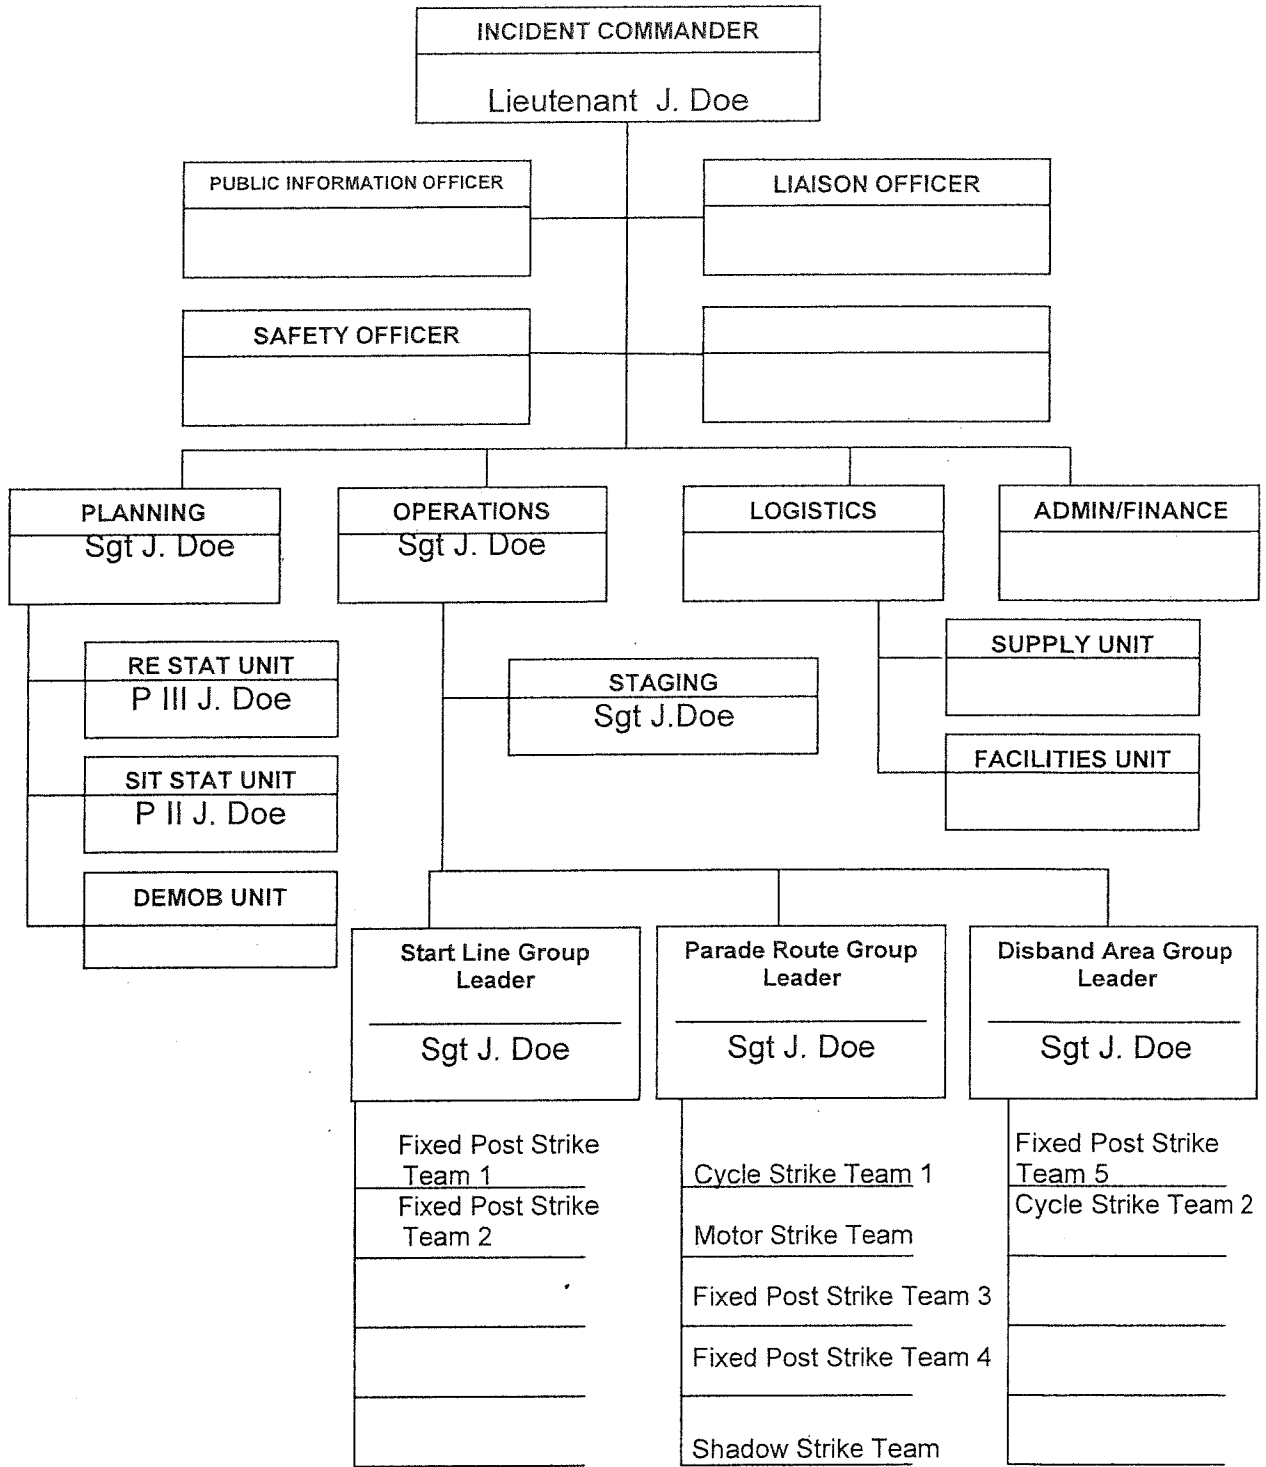 INCIDENT COMMANDER
Lieutenant J. Doe
PUBLIC INFORMATION OFFICER
LIAISON OFFICER
SAFETY OFFICER
PLANNING
Sgt J. Doe
OPERATIONS
Sgt J. Doe
LOGISTICS
ADMIN/FINANCE
RE STAT UNIT
P III J. Doe
SIT STAT UNIT
P II J. Doe
DEMOB UNIT
STAGING
Sgt J.Doe
SUPPLY UNIT
FACILITIES UNIT
Start Line Group
Leader
Sgt J. Doe
Fixed Post Strike
Team 1
Fixed Post Strike
Team 2
Parade Route Group
Leader
Sgt J. Doe
Cycle Strike Team 1
Motor Strike Team
Fixed Post Strike Team 3
Fixed Post Strike Team 4
Shadow Strike Team
Disband Area Group
Leader
Sgt J. Doe
Fixed Post Strike
Team 5
Cycle Strike Team 2